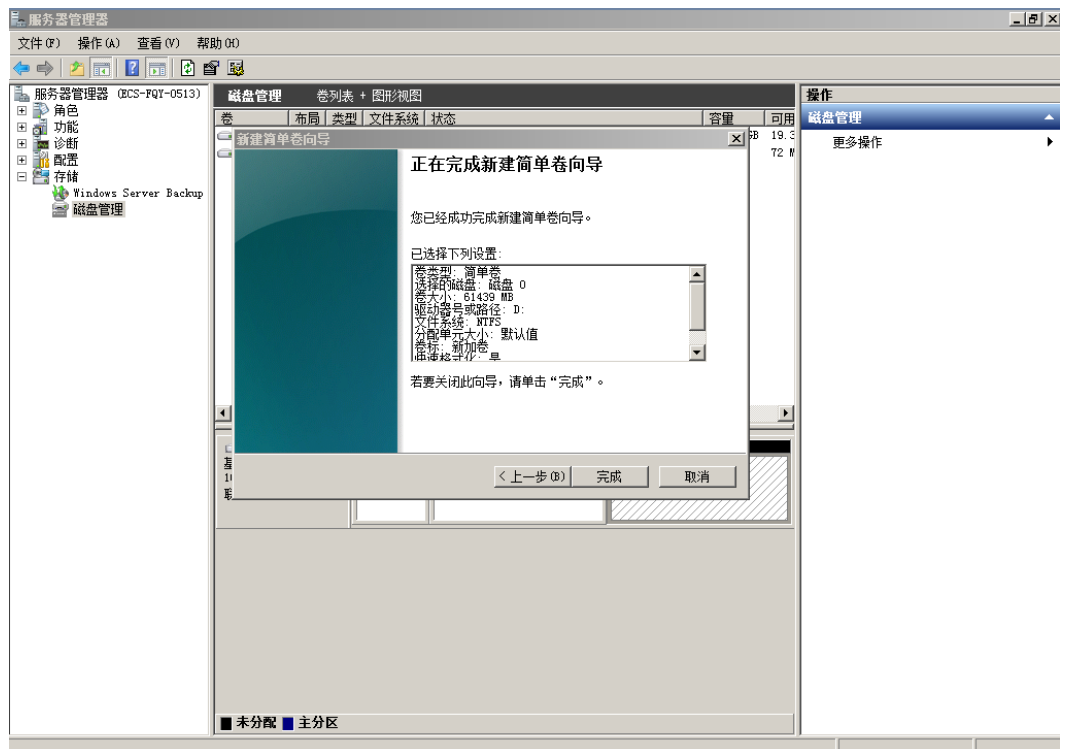 服务器管理器
文件(F) 操作(A) 查看(V) 帮助(H)
服务器管理器 (ECS-FQY-0513)
角色
功能
诊断
配置
存储
Windows Server Backup
磁盘管理
磁盘管理 卷列表 + 图形视图
卷 布局 类型 文件系统 状态 容量 可用
GB 19.3
72 M
新建简单卷向导
正在完成新建简单卷向导
您已经成功完成新建简单卷向导。
已选择下列设置:
卷类型: 简单卷
选择的磁盘: 磁盘 0
卷大小: 61439 MB
驱动器号或路径: D:
文件系统: NTFS
分配单元大小: 默认值
卷标: 新加卷
快速格式化: 是
若要关闭此向导，请单击“完成”。
< 上一步(B) 完成 取消
未分配 主分区
操作
磁盘管理
更多操作